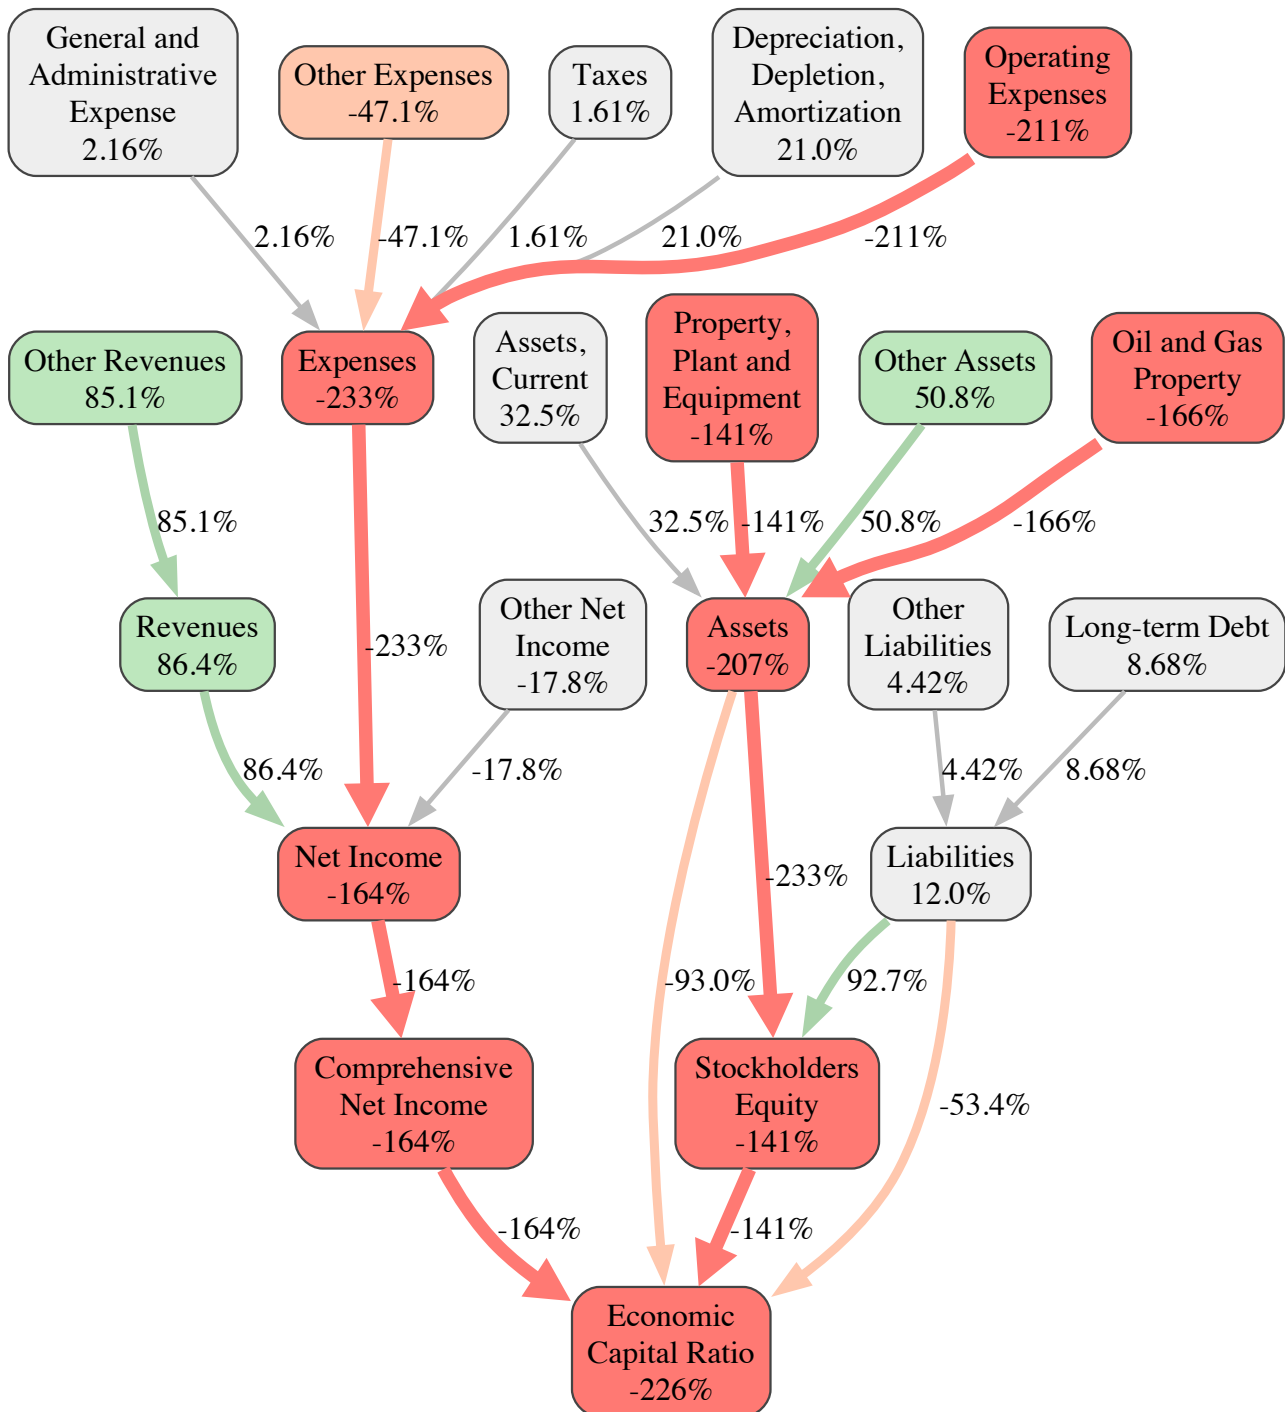 General and
Administrative
Expense
2.16%
Other Expenses
-47.1%
Taxes
1.61%
Depreciation,
Depletion,
Amortization
21.0%
Operating
Expenses
-211%
2.16%
-47.1%
1.61%
21.0%
-211%
Other Revenues
85.1%
Expenses
-233%
Assets,
Current
32.5%
Property,
Plant and
Equipment
-141%
Other Assets
50.8%
Oil and Gas
Property
-166%
85.1%
32.5%
-141%
50.8%
-166%
Revenues
86.4%
-233%
Other Net
Income
-17.8%
Assets
-207%
Other
Liabilities
4.42%
Long-term Debt
8.68%
86.4%
-17.8%
4.42%
8.68%
Net Income
-164%
-233%
Liabilities
12.0%
-164%
-93.0%
92.7%
Comprehensive
Net Income
-164%
Stockholders
Equity
-141%
-53.4%
-164%
-141%
Economic
Capital Ratio
-226%